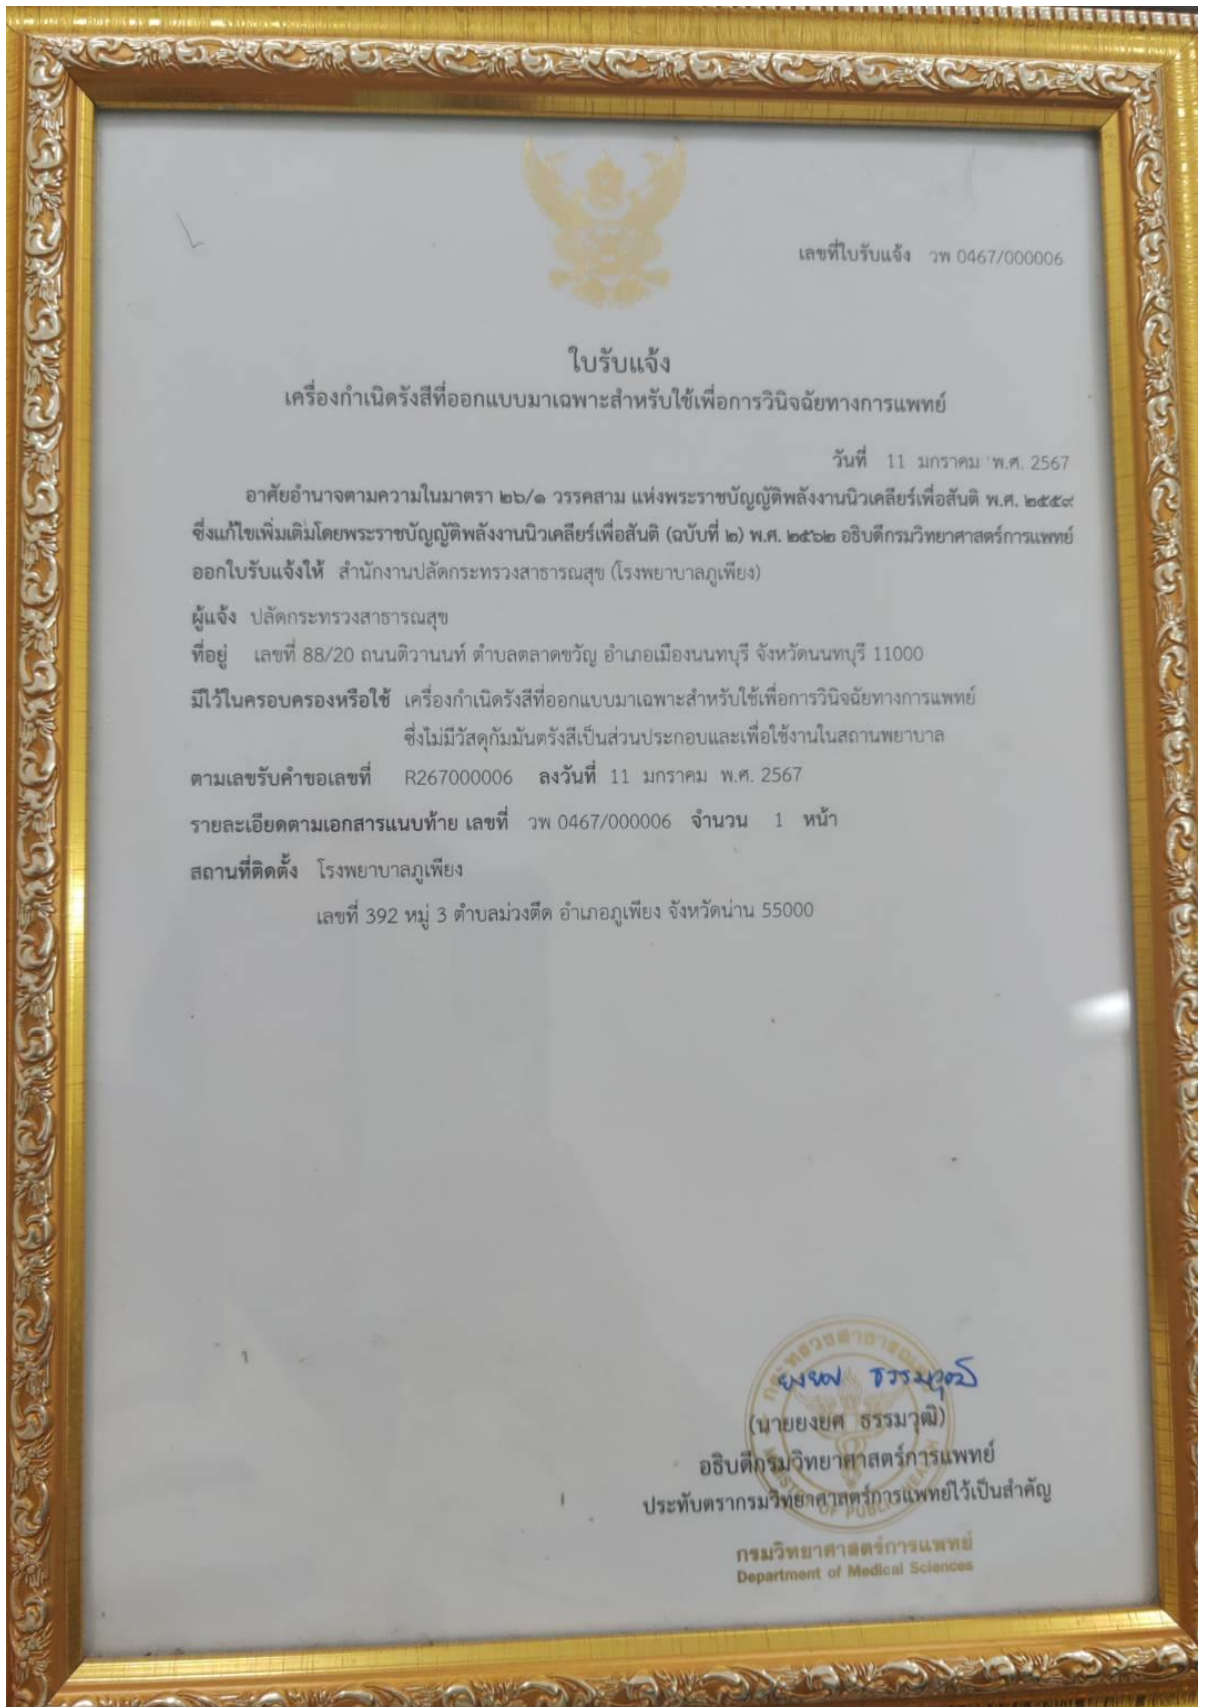 เลขที่ใบรับแจ้ง วพ 0467/000006
ใบรับแจ้ง
เครื่องกำเนิดรังสีที่ออกแบบมาเฉพาะสำหรับใช้เพื่อการวินิจฉัยทางการแพทย์
วันที่ 11 มกราคม พ.ศ. 2567
อาศัยอำนาจตามความในมาตรา ๒๖/๑ วรรคสาม แห่งพระราชบัญญัติพลังงานนิวเคลียร์เพื่อสันติ พ.ศ. ๒๕๕๙
ซึ่งแก้ไขเพิ่มเติมโดยพระราชบัญญัติพลังงานนิวเคลียร์เพื่อสันติ (ฉบับที่ ๒) พ.ศ. ๒๕๖๒ อธิบดีกรมวิทยาศาสตร์การแพทย์
ออกใบรับแจ้งให้ สำนักงานปลัดกระทรวงสาธารณสุข (โรงพยาบาลภูเพียง)
ผู้แจ้ง ปลัดกระทรวงสาธารณสุข
ที่อยู่ เลขที่ 88/20 ถนนติวานนท์ ตำบลตลาดขวัญ อำเภอเมืองนนทบุรี จังหวัดนนทบุรี 11000
มีไว้ในครอบครองหรือใช้ เครื่องกำเนิดรังสีที่ออกแบบมาเฉพาะสำหรับใช้เพื่อการวินิจฉัยทางการแพทย์
ซึ่งไม่มีวัสดุกัมมันตรังสีเป็นส่วนประกอบและเพื่อใช้งานในสถานพยาบาล
ตามเลขรับคำขอเลขที่ R267000006 ลงวันที่ 11 มกราคม พ.ศ. 2567
รายละเอียดตามเอกสารแนบท้าย เลขที่ วพ 0467/000006 จำนวน 1 หน้า
สถานที่ติดตั้ง โรงพยาบาลภูเพียง
เลขที่ 392 หมู่ 3 ตำบลม่วงตึ๊ด อำเภอภูเพียง จังหวัดน่าน 55000
กระทรวงสาธารณสุข
ยงยศ ธรรมวุฒิ
(นายยงยศ ธรรมวุฒิ)
อธิบดีกรมวิทยาศาสตร์การแพทย์
ประทับตรากรมวิทยาศาสตร์การแพทย์ไว้เป็นสำคัญ
MINISTRY OF PUBLIC HEALTH
กรมวิทยาศาสตร์การแพทย์
Department of Medical Sciences